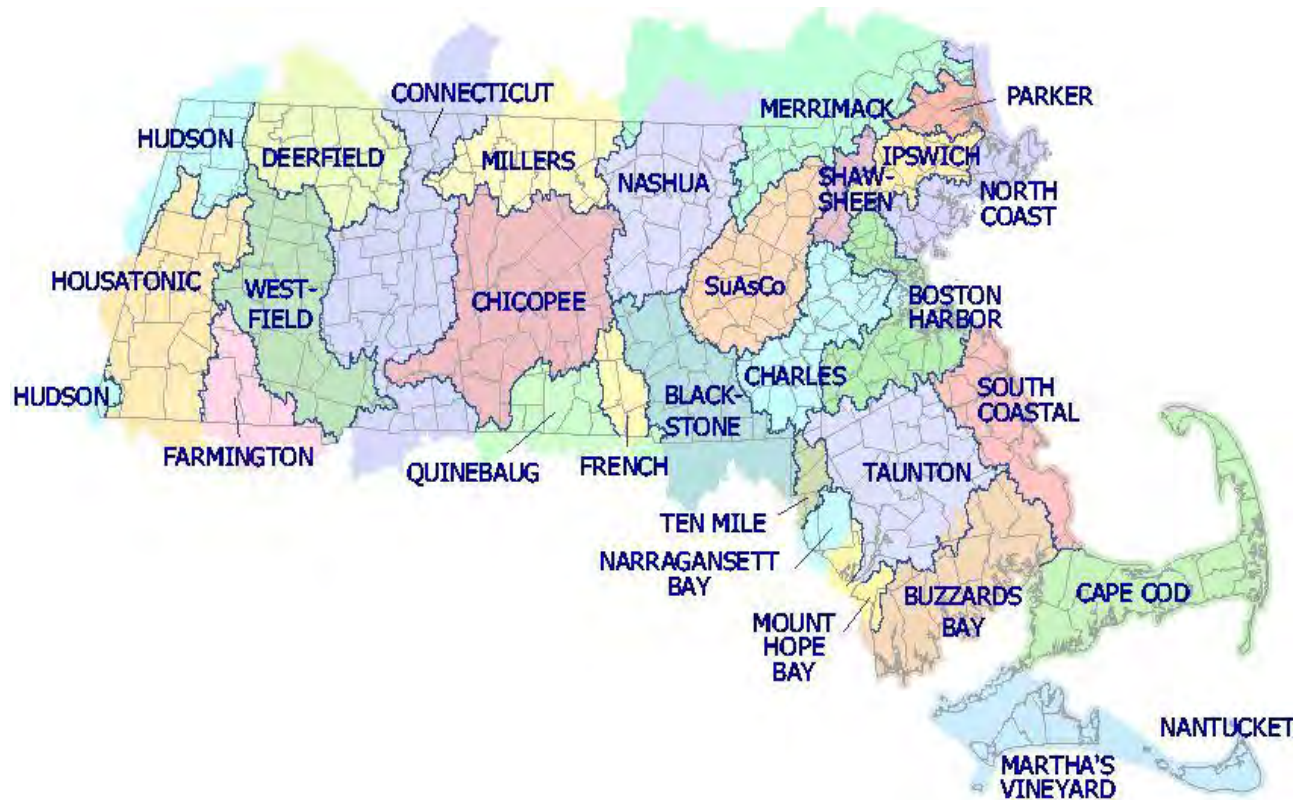 CONNECTICUT
PARKER
MERRIMACK
HUDSON
DEERFIELD
MILLERS
IPSWICH
NASHUA
SHAW-
SHEEN
NORTH
COAST
HOUSATONIC
WEST-
FIELD
CHICOPEE
SuAsCo
BOSTON
HARBOR
HUDSON
BLACK-
STONE
CHARLES
SOUTH
COASTAL
FARMINGTON
QUINEBAUG
FRENCH
TAUNTON
TEN MILE
NARRAGANSETT
BAY
MOUNT
HOPE
BAY
BUZZARDS
BAY
CAPE COD
NANTUCKET
MARTHA'S
VINEYARD